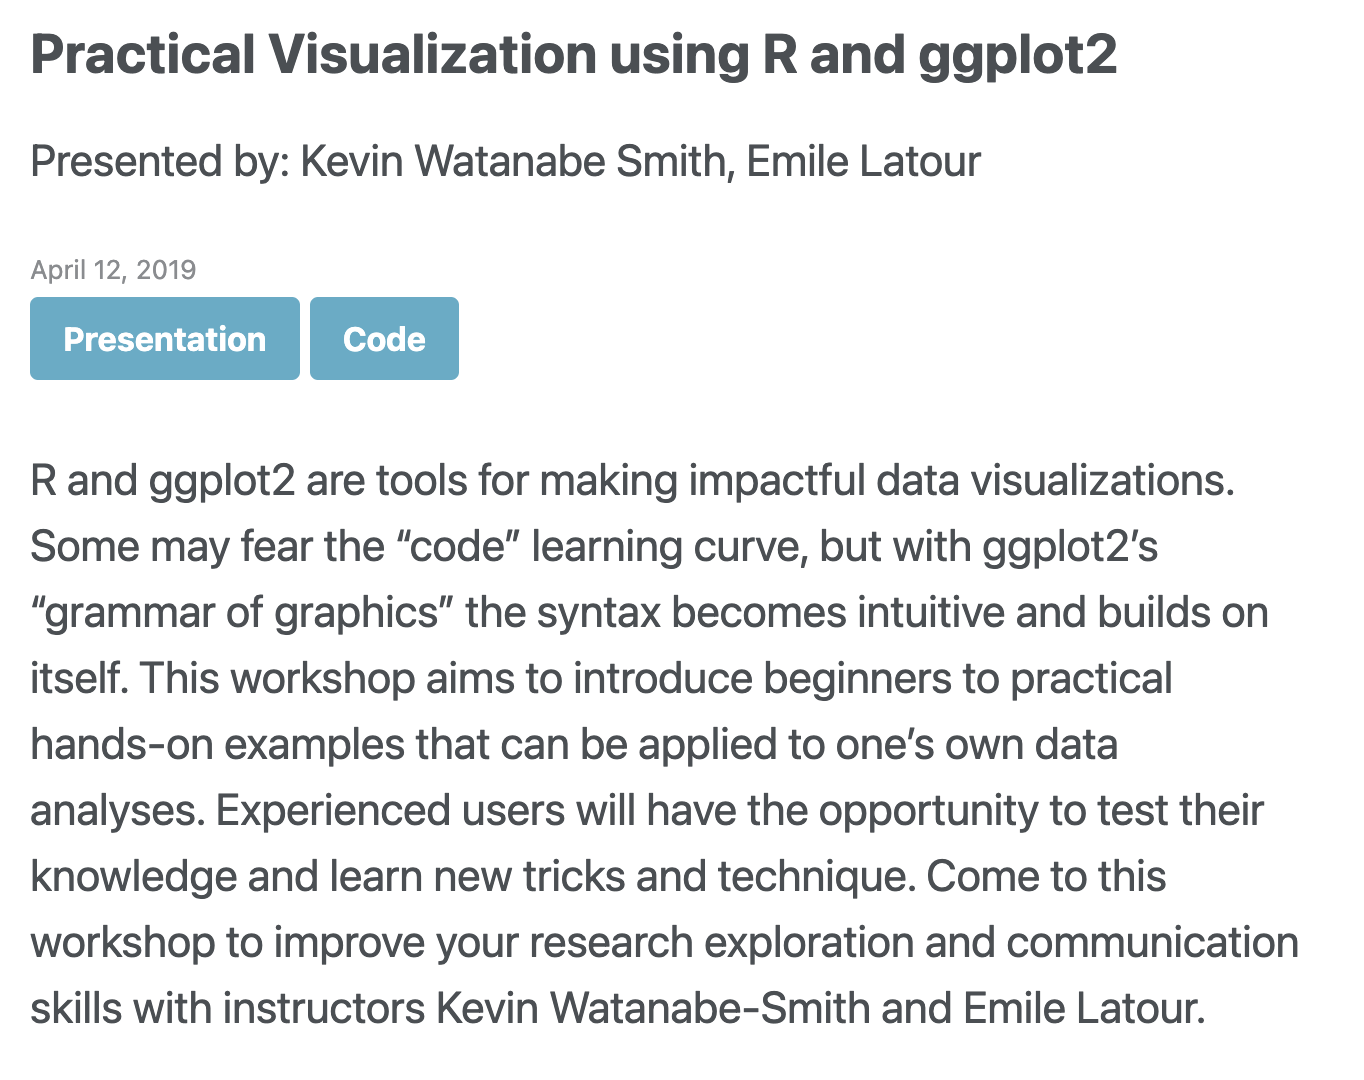 Practical Visualization using R and ggplot2
Presented by: Kevin Watanabe Smith, Emile Latour
April 12, 2019
Presentation Code
R and ggplot2 are tools for making impactful data visualizations.
Some may fear the “code” learning curve, but with ggplot2’s
“grammar of graphics” the syntax becomes intuitive and builds on
itself. This workshop aims to introduce beginners to practical
hands-on examples that can be applied to one’s own data
analyses. Experienced users will have the opportunity to test their
knowledge and learn new tricks and technique. Come to this
workshop to improve your research exploration and communication
skills with instructors Kevin Watanabe-Smith and Emile Latour.